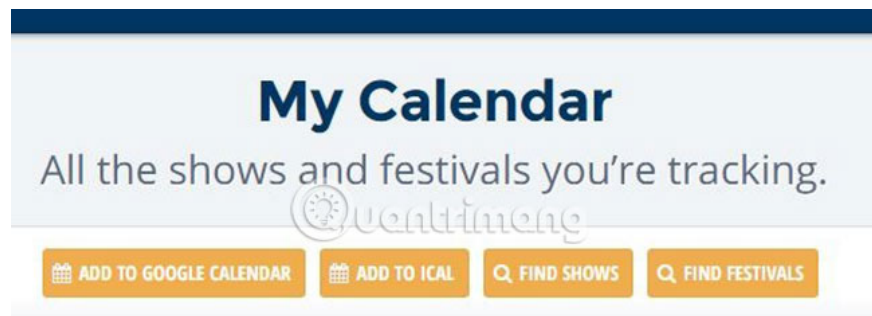 My Calendar
All the shows and festivals you're tracking.
Quantrimang
ADD TO GOOGLE CALENDAR ADD TO ICAL FIND SHOWS FIND FESTIVALS